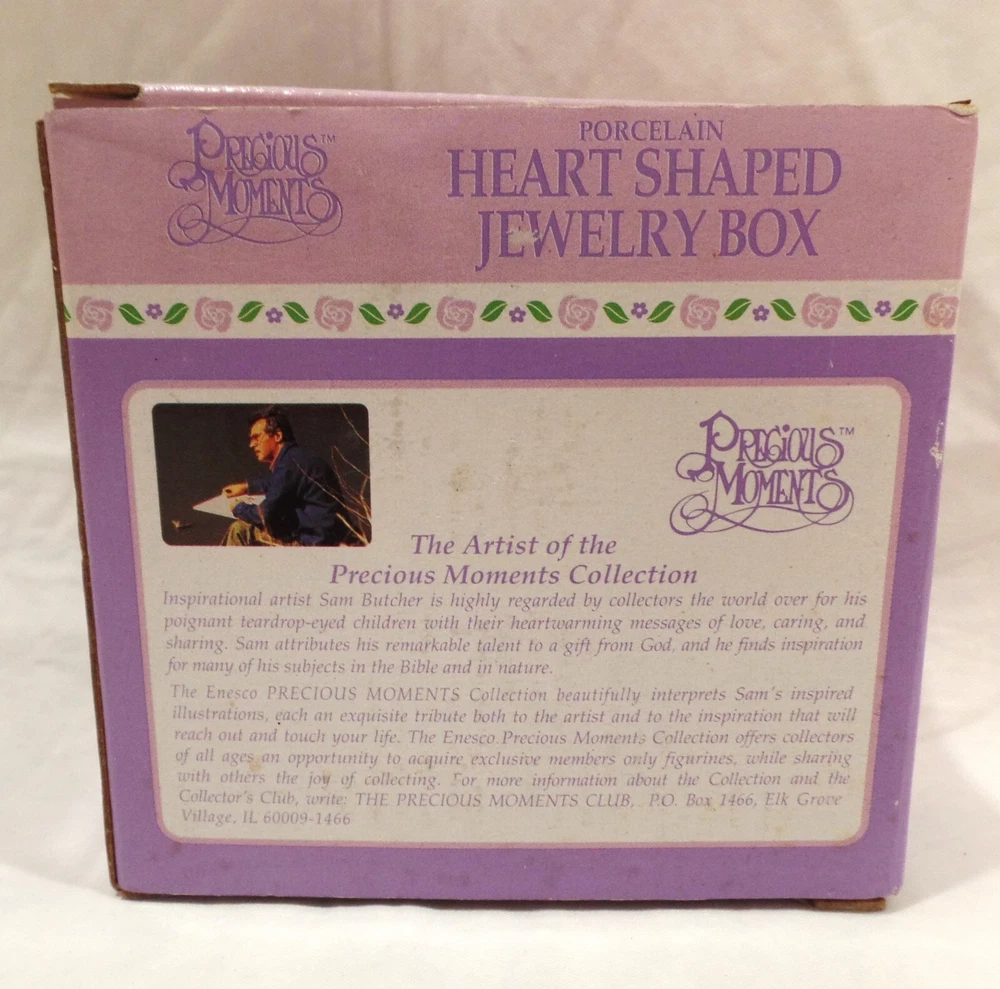 PRECIOUS™
MOMENTS
PORCELAIN
HEART SHAPED
JEWELRY BOX
PRECIOUS™
MOMENTS
The Artist of the
Precious Moments Collection
Inspirational artist Sam Butcher is highly regarded by collectors the world over for his
poignant teardrop-eyed children with their heartwarming messages of love, caring, and
sharing. Sam attributes his remarkable talent to a gift from God, and he finds inspiration
for many of his subjects in the Bible and in nature.
The Enesco PRECIOUS MOMENTS Collection beautifully interprets Sam's inspired
illustrations, each an exquisite tribute both to the artist and to the inspiration that will
reach out and touch your life. The Enesco Precious Moments Collection offers collectors
of all ages an opportunity to acquire exclusive members only figurines, while sharing
with others the joy of collecting. For more information about the Collection and the
Collector's Club, write: THE PRECIOUS MOMENTS CLUB, P.O. Box 1466, Elk Grove
Village, IL 60009-1466